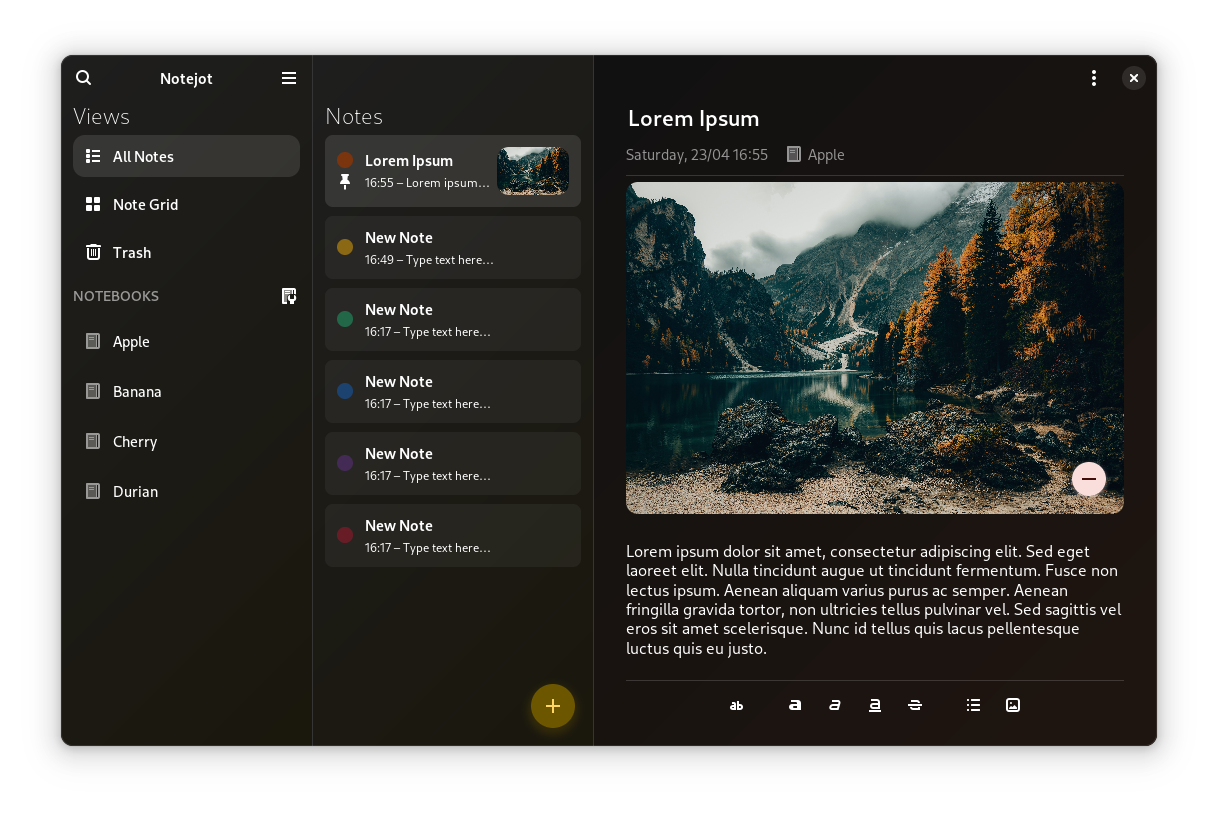 Notejot
Views
All Notes
Note Grid
Trash
NOTEBOOKS
Apple
Banana
Cherry
Durian
Notes
Lorem Ipsum
16:55 – Lorem ipsum…
New Note
16:49 – Type text here…
New Note
16:17 – Type text here…
New Note
16:17 – Type text here…
New Note
16:17 – Type text here…
New Note
16:17 – Type text here…
Lorem Ipsum
Saturday, 23/04 16:55 Apple
Lorem ipsum dolor sit amet, consectetur adipiscing elit. Sed eget
laoreet elit. Nulla tincidunt augue ut tincidunt fermentum. Fusce non
lectus ipsum. Aenean aliquam varius purus ac semper. Aenean
fringilla gravida tortor, non ultricies tellus pulvinar vel. Sed sagittis vel
eros sit amet scelerisque. Nunc id tellus quis lacus pellentesque
luctus quis eu justo.
ab a a a a